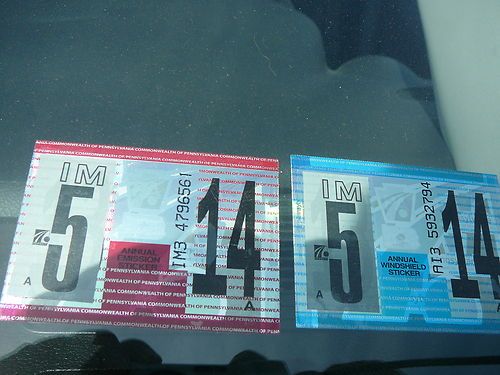 COMMONWEALTH OF PENNSYLVANIA COMMONWEALTH OF PENNSYLVANIA
IM
5
14
A
A
IM3 4796561
ANNUAL
EMISSION
STICKER
IM
5
14
A
AI3 5932794
ANNUAL
WINDSHIELD
STICKER